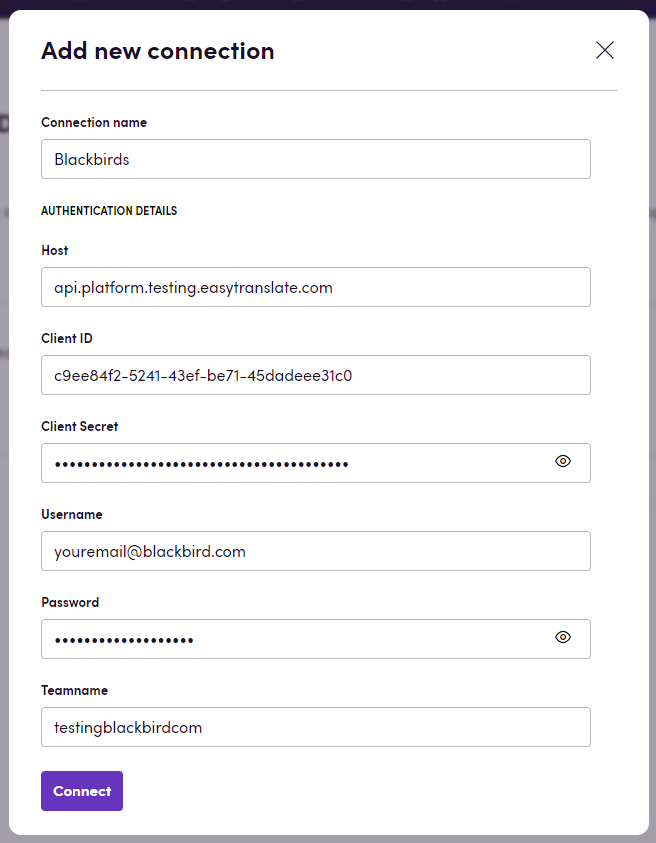 Add new connection
Connection name
Blackbirds
AUTHENTICATION DETAILS
Host
api.platform.testing.easytranslate.com
Client ID
c9ee84f2-5241-43ef-be71-45dadeee31c0
Client Secret
••••••••••••••••••••••••••••••••••••••••
Username
youremail@blackbird.com
Password
•••••••••••••••••••
Teamname
testingblackbirdcom
Connect